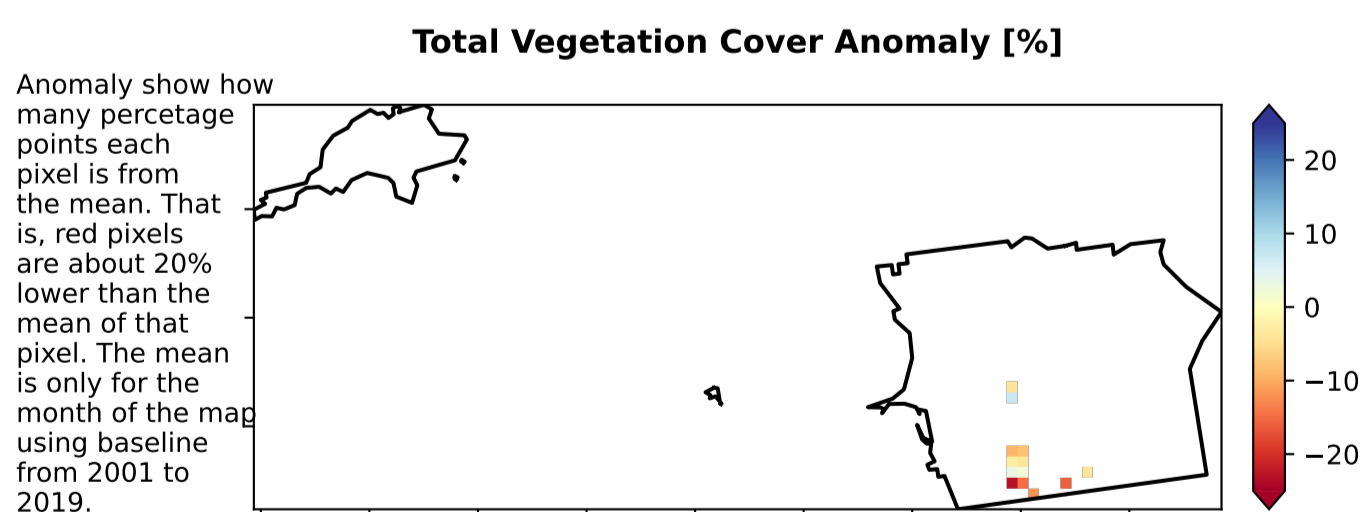 Total Vegetation Cover Anomaly [%]
Anomaly show how
many percetage
points each
pixel is from
the mean. That
is, red pixels
are about 20%
lower than the
mean of that
pixel. The mean
is only for the
month of the map
using baseline
from 2001 to
2019.
20
10
0
−10
−20